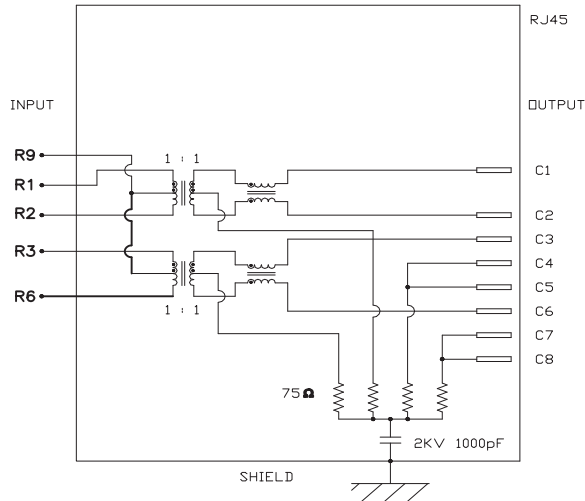 RJ45
INPUT
OUTPUT
R9
1 : 1
C1
R1
R2
C2
R3
C3
C4
C5
R6
1 : 1
C6
C7
C8
75Ω
2KV 1000pF
SHIELD